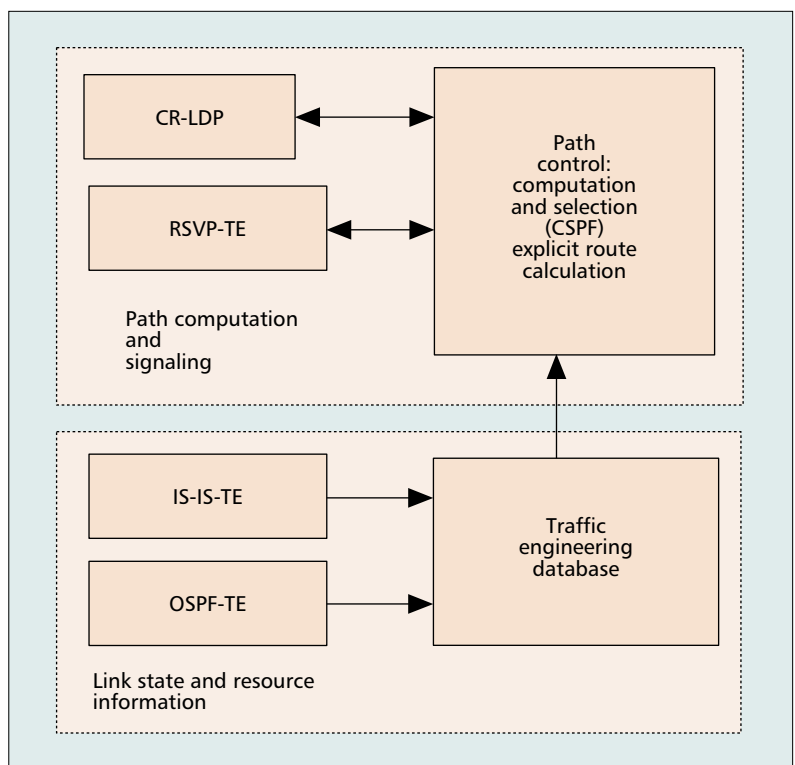 CR-LDP
RSVP-TE
Path
control:
computation
and selection
(CSPF)
explicit route
calculation
Path computation
and
signaling
IS-IS-TE
OSPF-TE
Traffic
engineering
database
Link state and resource
information